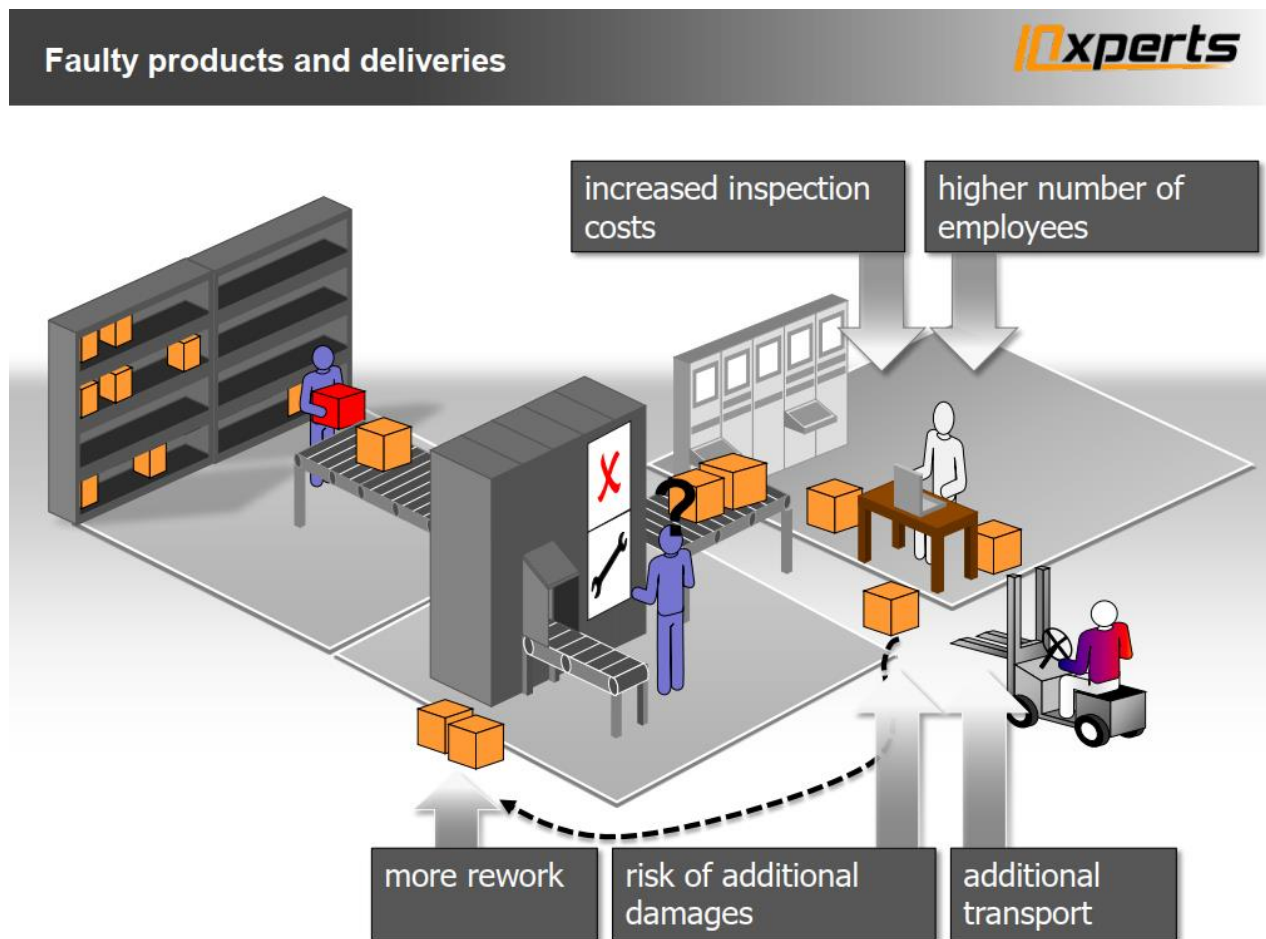 Faulty products and deliveries
IQxperts
increased inspection
costs
higher number of
employees
?
more rework
risk of additional
damages
additional
transport